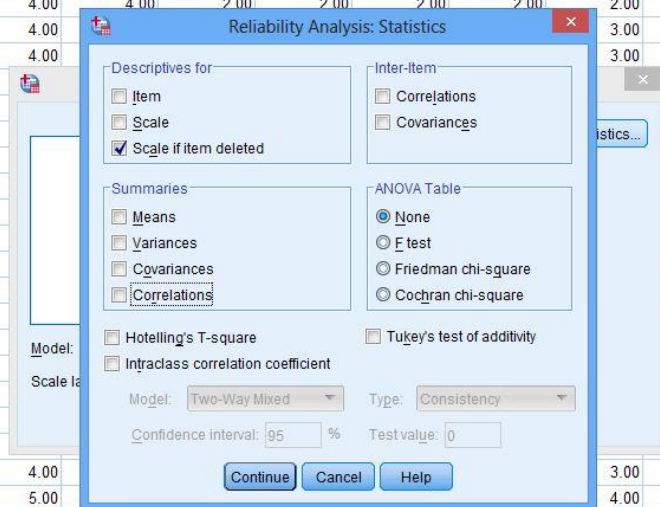 4.00 4.00 2.00 2.00 2.00 2.00 2.00
4.00 3.00
4.00 3.00
Reliability Analysis: Statistics
Descriptives for
Item
Scale
Scale if item deleted
Inter-Item
Correlations
Covariances
istics...
Summaries
Means
Variances
Covariances
Correlations
ANOVA Table
None
F test
Friedman chi-square
Cochran chi-square
Hotelling's T-square
Tukey's test of additivity
Intraclass correlation coefficient
Model:
Scale la
Model: Two-Way Mixed Type: Consistency
Confidence interval: 95 % Test value: 0
Continue Cancel Help
4.00 3.00
5.00 4.00